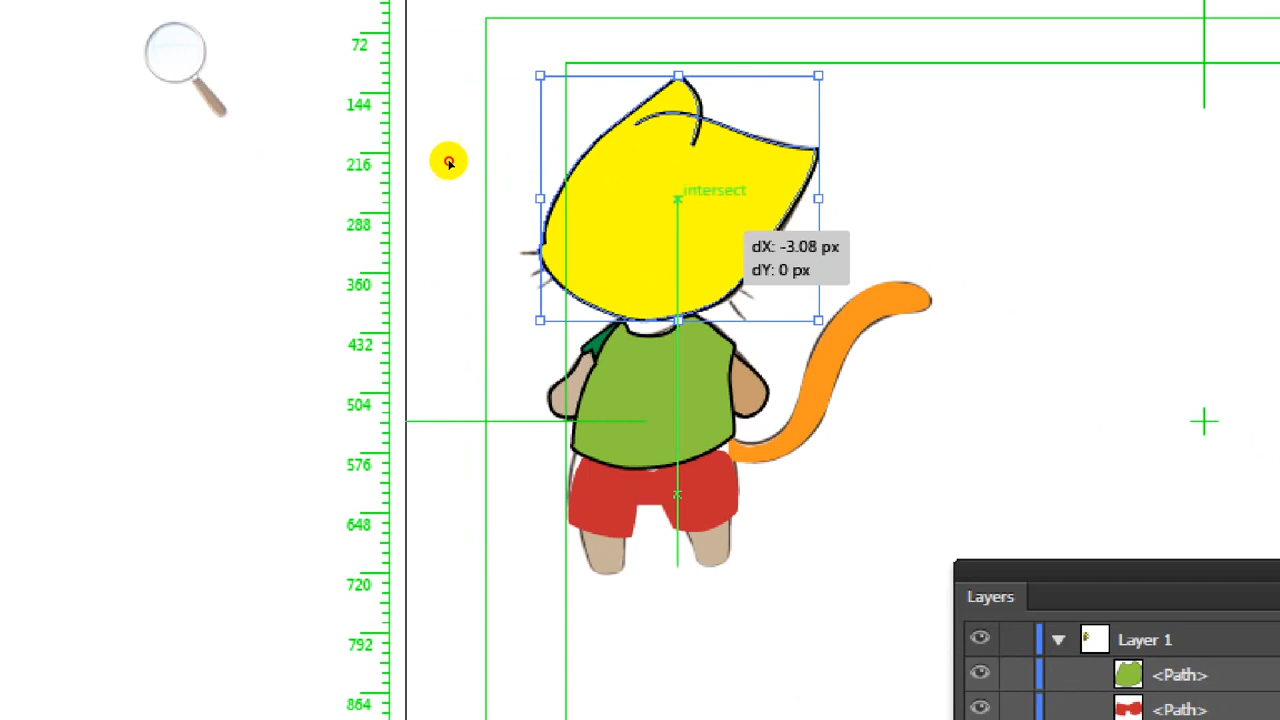 72
144
216
288
360
432
504
576
648
720
792
864
intersect
dX: -3.08 px
dY: 0 px
Layers
Layer 1
<Path>
<Path>